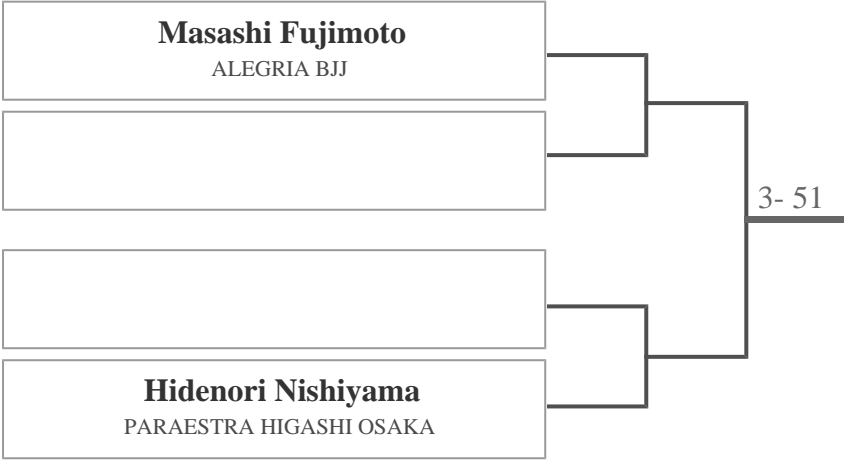 Masashi Fujimoto
ALEGRIA BJJ
3- 51
Hidenori Nishiyama
PARAESTRA HIGASHI OSAKA